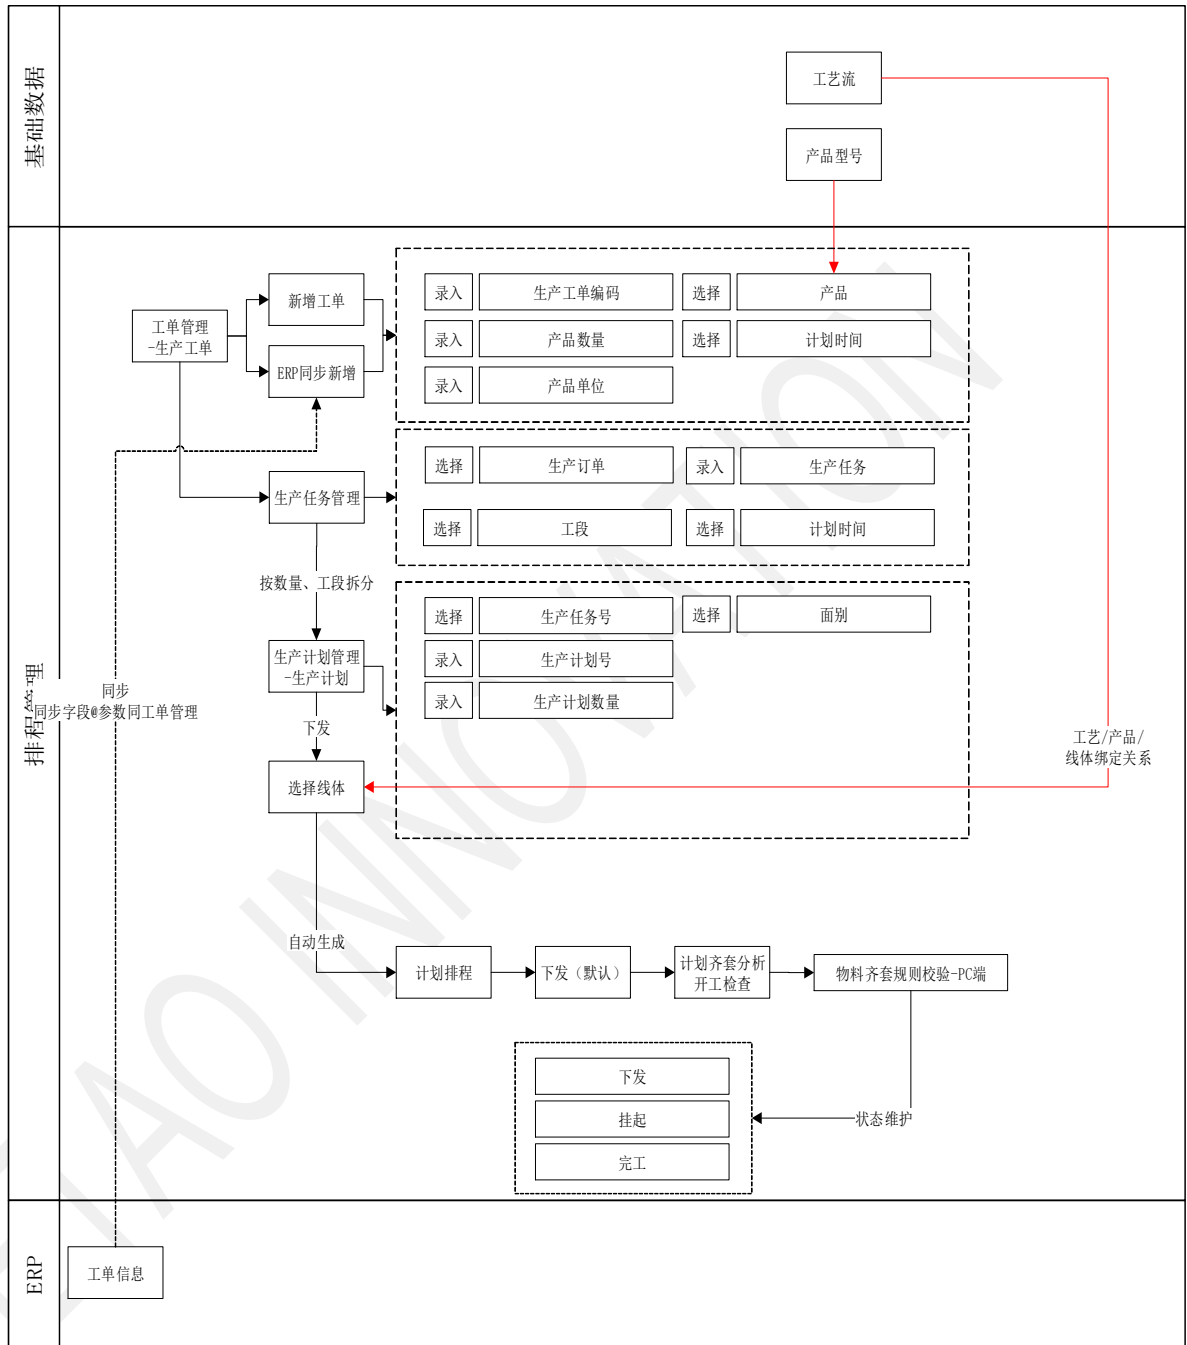 基础数据
工艺流
产品型号
排程管理
工单管理
-生产工单
新增工单
ERP同步新增
录入
生产工单编码
选择
产品
录入
产品数量
选择
计划时间
录入
产品单位
生产任务管理
选择
生产订单
录入
生产任务
选择
工段
选择
计划时间
按数量、工段拆分
生产计划管理
-生产计划
选择
生产任务号
选择
面别
录入
生产计划号
录入
生产计划数量
同步
同步字段@参数同工单管理
下发
选择线体
工艺/产品/
线体绑定关系
自动生成
计划排程
下发（默认）
计划齐套分析
开工检查
物料齐套规则校验-PC端
状态维护
下发
挂起
完工
ERP
工单信息
TAO INNOVATION